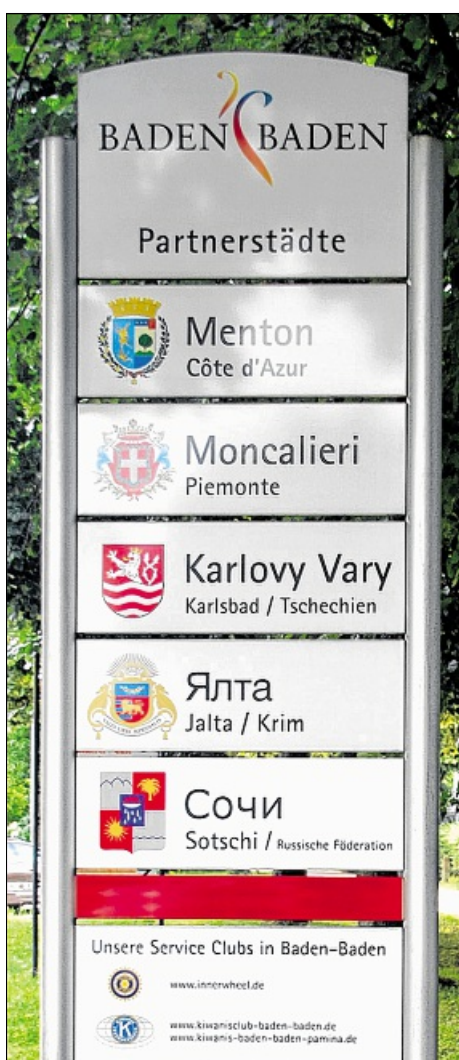 BADEN BADEN
Partnerstädte
Menton
Côte d'Azur
Moncalieri
Piemonte
Karlovy Vary
Karlsbad / Tschechien
Ялта
Jalta / Krim
Сочи
Sotschi / Russische Föderation
Unsere Service Clubs in Baden-Baden
www.innerwheel.de
K
www.kiwanisclub-baden-baden.de
www.kiwanis-baden-baden-pamina.de